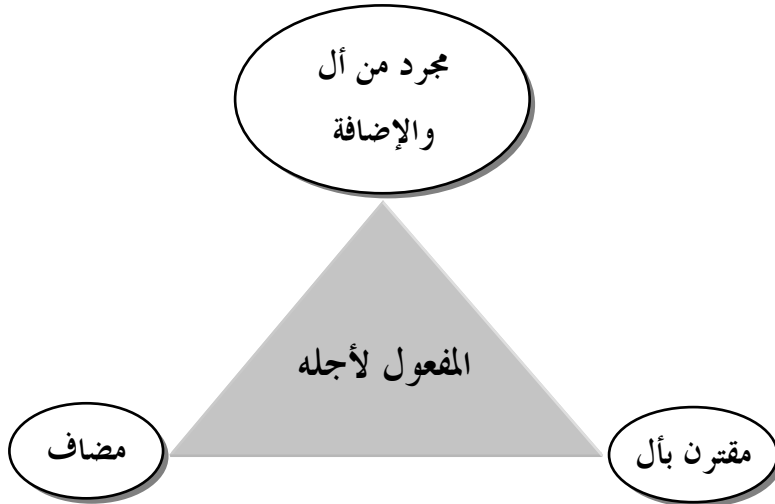 مجرد من أل
والإضافة
المفعول لأجله
مقترن بأل
مضاف